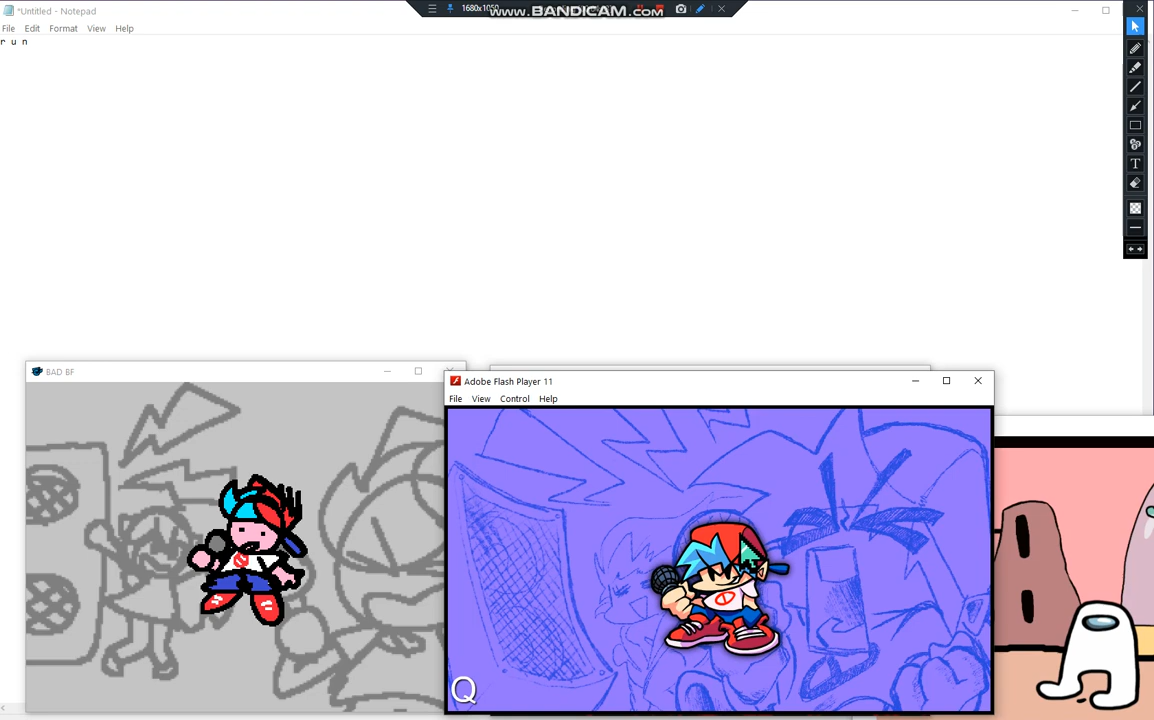 1680x1050
www.BANDICAM.com
*Untitled - Notepad
File Edit Format View Help
r u n
BAD BF
Adobe Flash Player 11
File View Control Help
Q
T